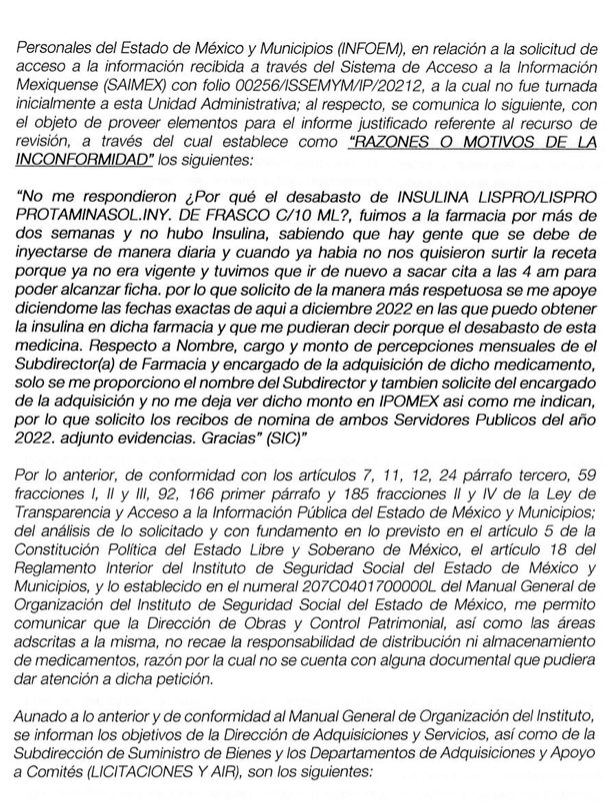 Personales del Estado de México y Municipios (INFOEM), en relación a la solicitud de
acceso a la información recibida a través del Sistema de Acceso a la Información
Mexiquense (SAIMEX) con folio 00256/ISSEMYM/IP/20212, a la cual no fue turnada
inicialmente a esta Unidad Administrativa; al respecto, se comunica lo siguiente, con
el objeto de proveer elementos para el informe justificado referente al recurso de
revisión, a través del cual establece como "RAZONES O MOTIVOS DE LA
INCONFORMIDAD" los siguientes:
"No me respondieron ¿Por qué el desabasto de INSULINA LISPRO/LISPRO
PROTAMINASOL.INY. DE FRASCO C/10 ML?, fuimos a la farmacia por más de
dos semanas y no hubo Insulina, sabiendo que hay gente que se debe de
inyectarse de manera diaria y cuando ya habia no nos quisieron surtir la receta
porque ya no era vigente y tuvimos que ir de nuevo a sacar cita a las 4 am para
poder alcanzar ficha. por lo que solicito de la manera más respetuosa se me apoye
diciendome las fechas exactas de aqui a diciembre 2022 en las que puedo obtener
la insulina en dicha farmacia y que me pudieran decir porque el desabasto de esta
medicina. Respecto a Nombre, cargo y monto de percepciones mensuales de el
Subdirector(a) de Farmacia y encargado de la adquisición de dicho medicamento,
solo se me proporciono el nombre del Subdirector y tambien solicite del encargado
de la adquisición y no me deja ver dicho monto en IPOMEX asi como me indican,
por lo que solicito los recibos de nomina de ambos Servidores Publicos del año
2022. adjunto evidencias. Gracias" (SIC)"
Por lo anterior, de conformidad con los artículos 7, 11, 12, 24 párrafo tercero, 59
fracciones I, II y III, 92, 166 primer párrafo y 185 fracciones II y IV de la Ley de
Transparencia y Acceso a la Información Pública del Estado de México y Municipios;
del análisis de lo solicitado y con fundamento en lo previsto en el artículo 5 de la
Constitución Política del Estado Libre y Soberano de México, el artículo 18 del
Reglamento Interior del Instituto de Seguridad Social del Estado de México y
Municipios, y lo establecido en el numeral 207C0401700000L del Manual General de
Organización del Instituto de Seguridad Social del Estado de México, me permito
comunicar que la Dirección de Obras y Control Patrimonial, así como las áreas
adscritas a la misma, no recae la responsabilidad de distribución ni almacenamiento
de medicamentos, razón por la cual no se cuenta con alguna documental que pudiera
dar atención a dicha petición.
Aunado a lo anterior y de conformidad al Manual General de Organización del Instituto,
se informan los objetivos de la Dirección de Adquisiciones y Servicios, así como de la
Subdirección de Suministro de Bienes y los Departamentos de Adquisiciones y Apoyo
a Comités (LICITACIONES Y AIR), son los siguientes: